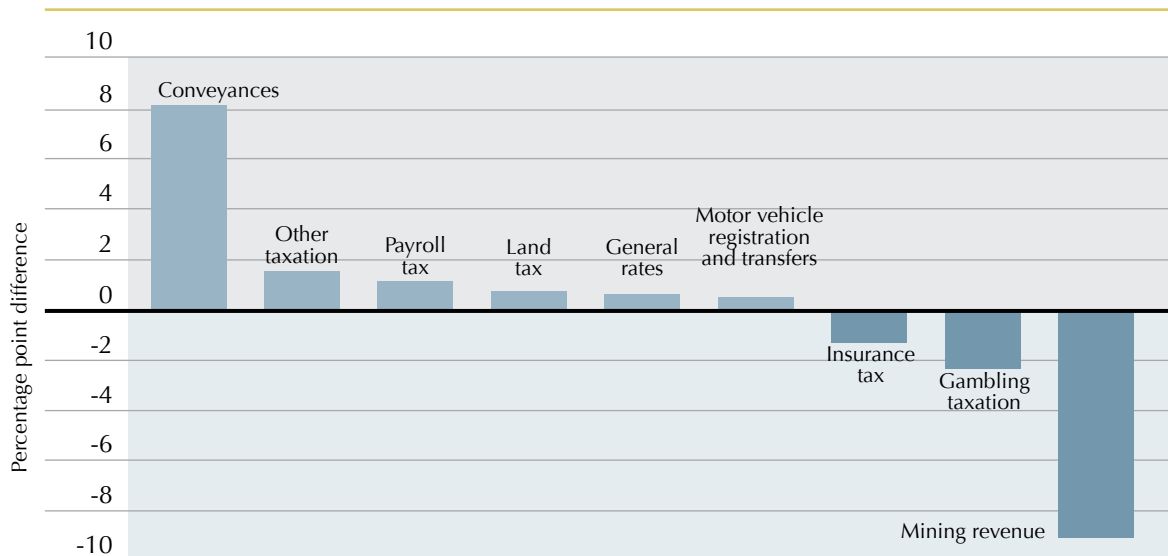 10
8
6
4
2
0
-2
-4
-6
-8
-10
Percentage point difference
Conveyances
Other
taxation
Payroll
tax
Land
tax
General
rates
Motor vehicle
registration
and transfers
Insurance
tax
Gambling
taxation
Mining revenue